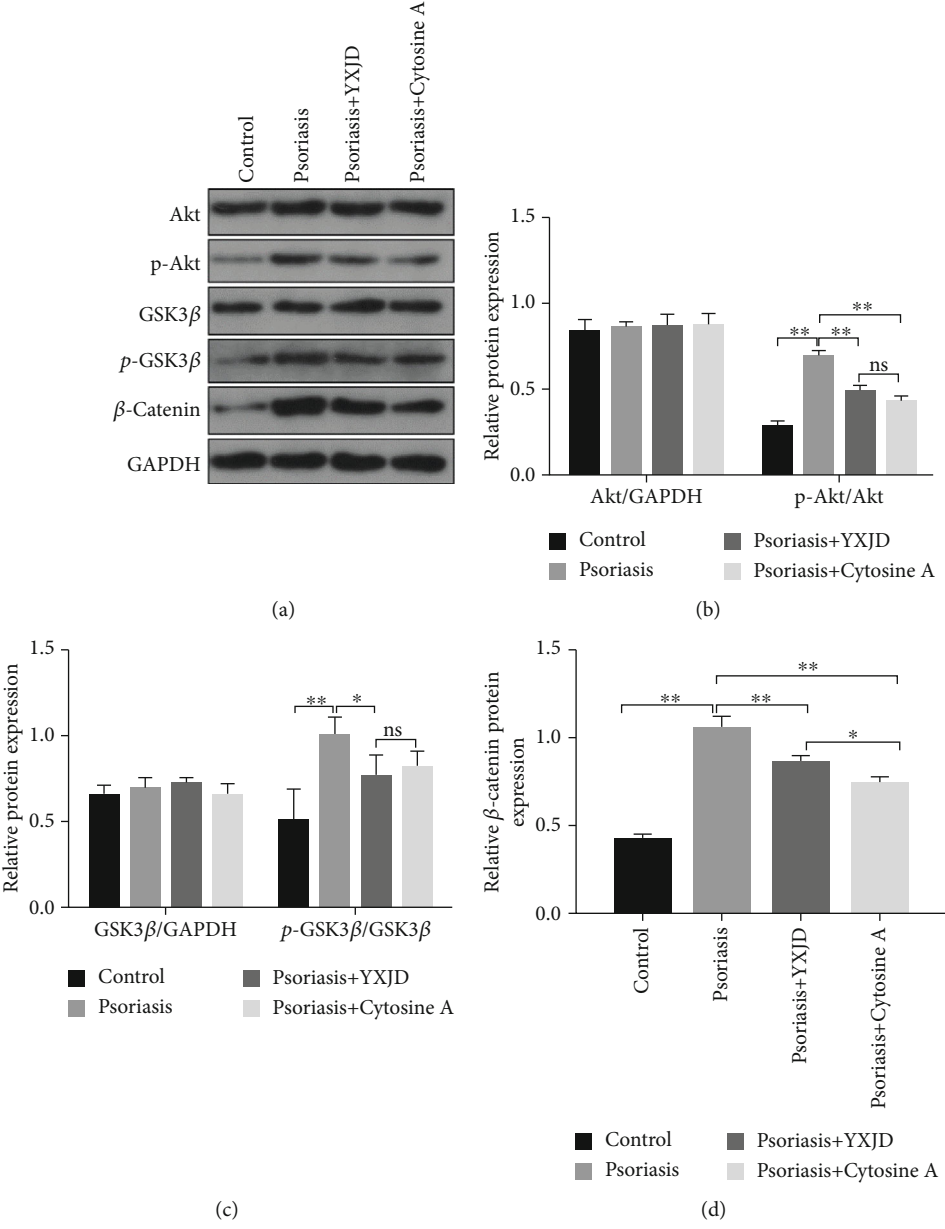 Control
Psoriasis
Psoriasis+YXJD
Psoriasis+Cytosine A
Akt
p-Akt
GSK3β
p-GSK3β
β-Catenin
GAPDH
(a)
Relative protein expression
1.5
1.0
0.5
0.0
**
**
**
ns
Akt/GAPDH
p-Akt/Akt
Control
Psoriasis+YXJD
Psoriasis
Psoriasis+Cytosine A
(b)
Relative protein expression
1.5
1.0
0.5
0.0
**
*
ns
GSK3β/GAPDH
p-GSK3β/GSK3β
Control
Psoriasis+YXJD
Psoriasis
Psoriasis+Cytosine A
(c)
Relative β-catenin protein
expression
1.5
1.0
0.5
0.0
**
**
**
*
Control
Psoriasis
Psoriasis+YXJD
Psoriasis+Cytosine A
Control
Psoriasis+YXJD
Psoriasis
Psoriasis+Cytosine A
(d)